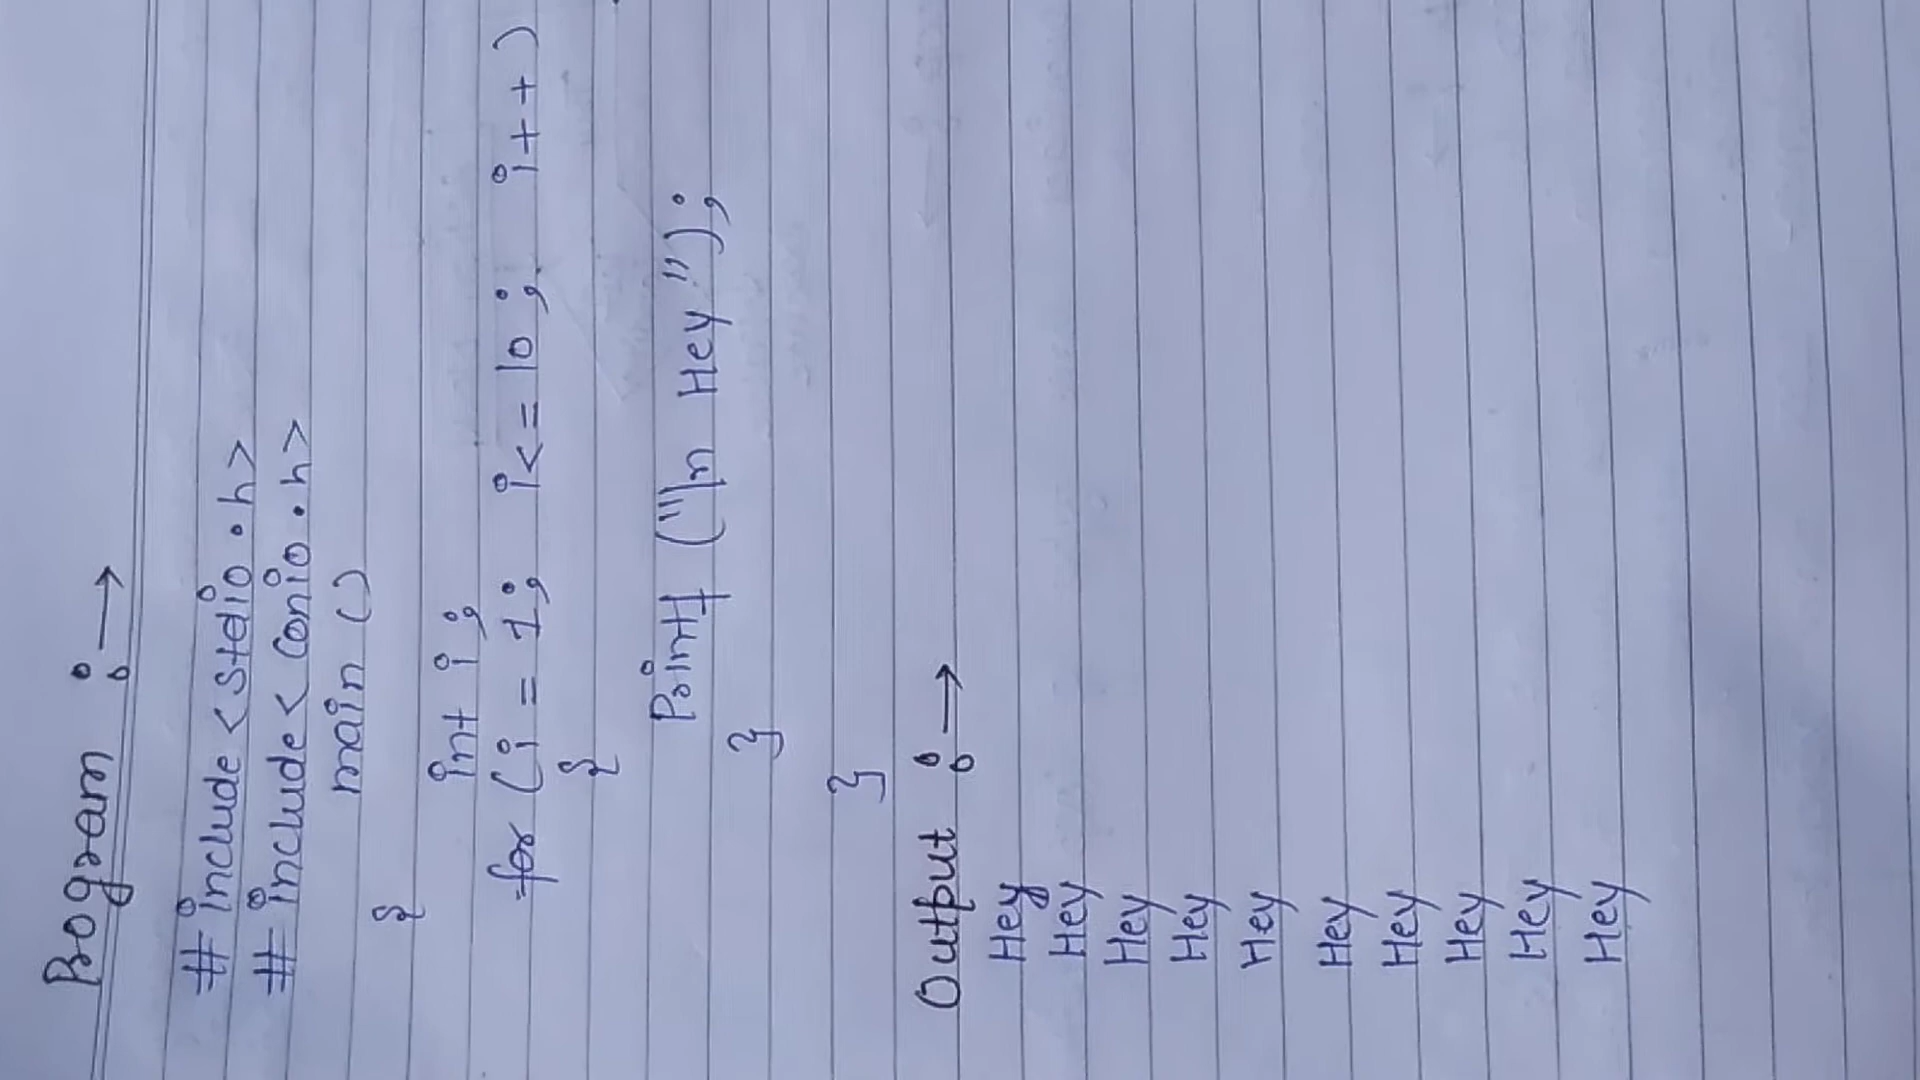 Program :→
# include <stdio.h>
# include <conio.h>
main ()
{
int i;
for (i = 1; i<=10; i++)
{
Printf ("\n Hey");
}
}
Output :→
Hey
Hey
Hey
Hey
Hey
Hey
Hey
Hey
Hey
Hey